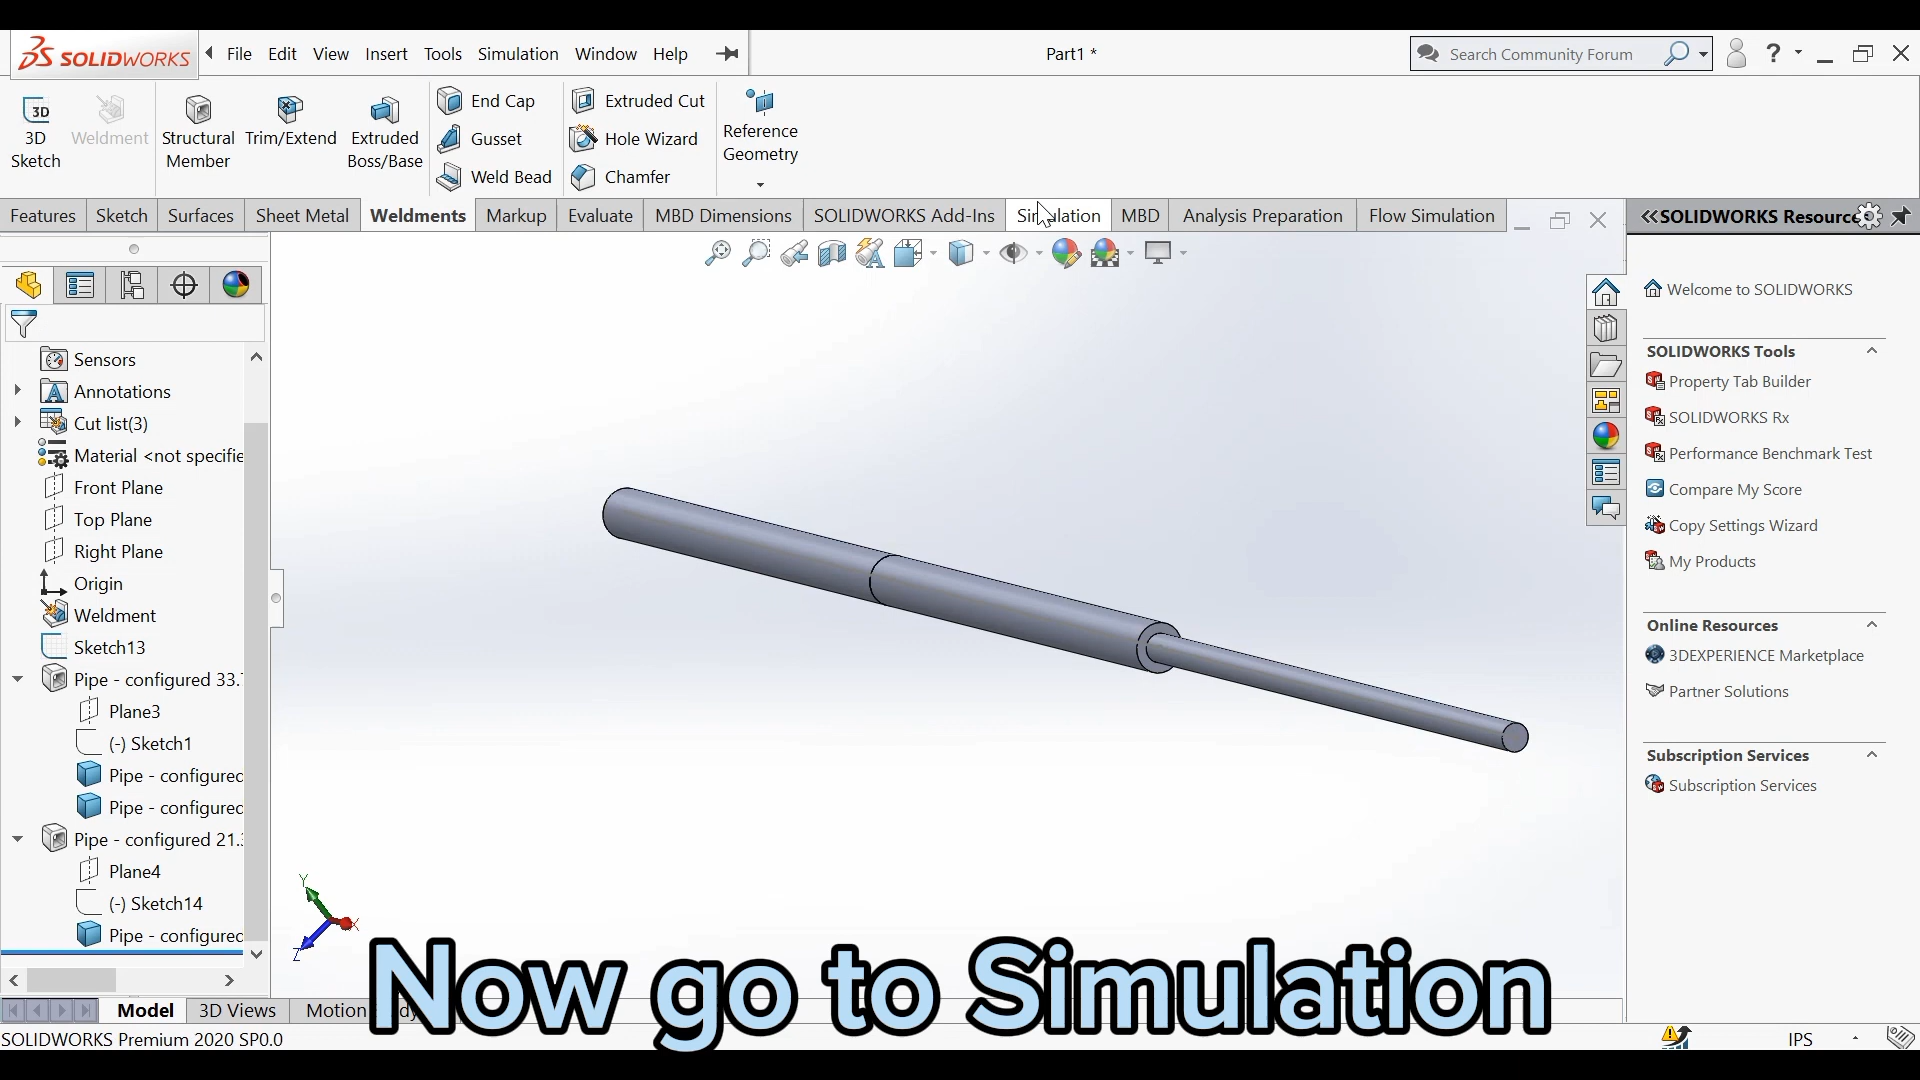 SOLIDWORKS File Edit View Insert Tools Simulation Window Help Part1 * Search Community Forum ?
3D Sketch
Weldment
Structural Member
Trim/Extend
Extruded Boss/Base
End Cap
Gusset
Weld Bead
Extruded Cut
Hole Wizard
Chamfer
Reference Geometry
Features Sketch Surfaces Sheet Metal Weldments Markup Evaluate MBD Dimensions SOLIDWORKS Add-Ins Simulation MBD Analysis Preparation Flow Simulation
Sensors
Annotations
Cut list(3)
Material <not specifie
Front Plane
Top Plane
Right Plane
Origin
Weldment
Sketch13
Pipe - configured 33.
Plane3
(-) Sketch1
Pipe - configured
Pipe - configured
Pipe - configured 21.
Plane4
(-) Sketch14
Pipe - configured
Y
X
Z
SOLIDWORKS Resource
Welcome to SOLIDWORKS
SOLIDWORKS Tools
Property Tab Builder
SOLIDWORKS Rx
Performance Benchmark Test
Compare My Score
Copy Settings Wizard
My Products
Online Resources
3DEXPERIENCE Marketplace
Partner Solutions
Subscription Services
Subscription Services
Now go to Simulation
Model 3D Views Motion
SOLIDWORKS Premium 2020 SP0.0
IPS